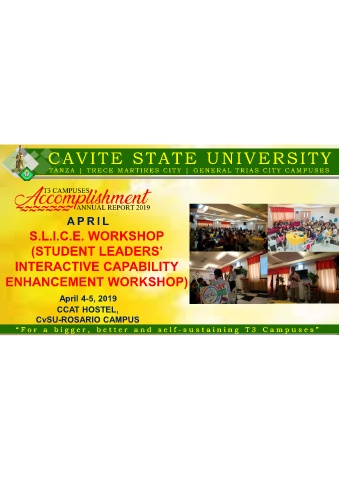 CAVITE STATE UNIVERSITY
TANZA | TRECE MARTIRES CITY | GENERAL TRIAS CITY CAMPUSES
T3 CAMPUSES
Accomplishment
ANNUAL REPORT 2019
APRIL
S.L.I.C.E. WORKSHOP
(STUDENT LEADERS'
INTERACTIVE CAPABILITY
ENHANCEMENT WORKSHOP)
April 4-5, 2019
CCAT HOSTEL,
CvSU-ROSARIO CAMPUS
"For a bigger, better and self-sustaining T3 Campuses"